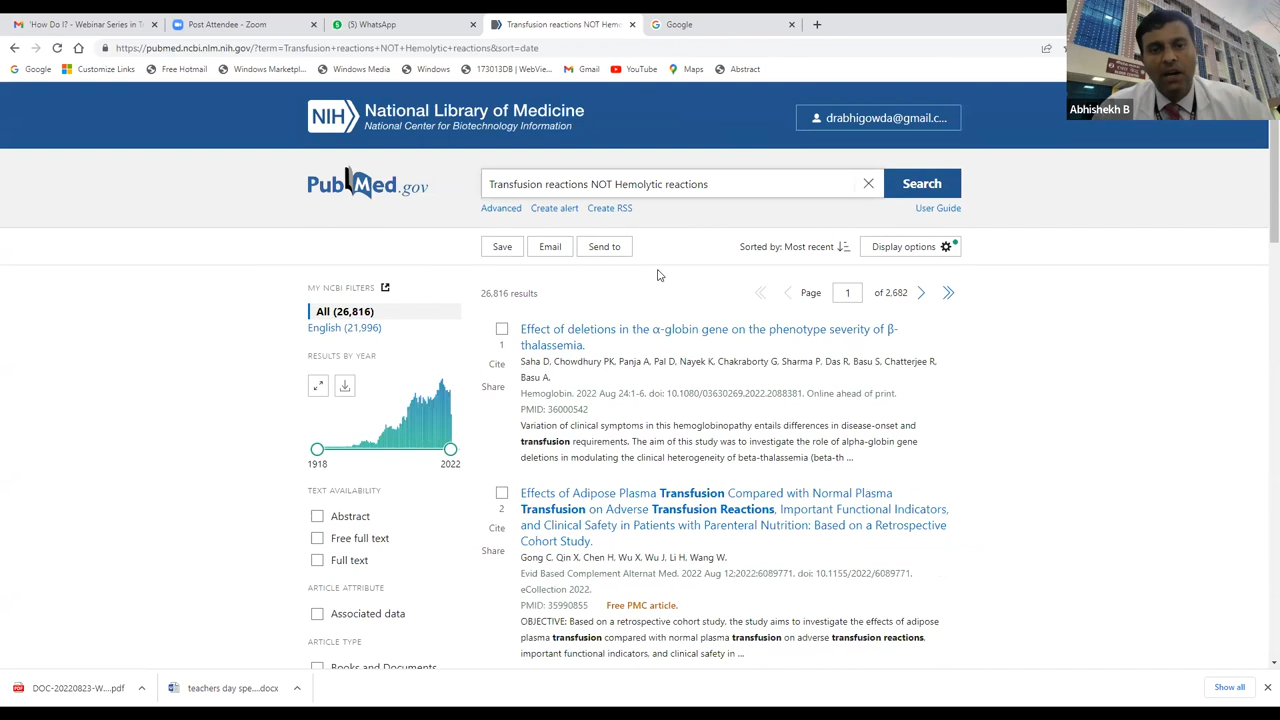 'How Do I? - Webinar Series in T
Post Attendee - Zoom
(5) WhatsApp
Transfusion reactions NOT Hem
Google
https://pubmed.ncbi.nlm.nih.gov/?term=Transfusion+reactions+NOT+Hemolytic+reactions&sort=date
Google
Customize Links
Free Hotmail
Windows Marketpl...
Windows Media
Windows
173013DB | WebVie...
Gmail
YouTube
Maps
Abstract
Abhishekh B
NIH
National Library of Medicine
National Center for Biotechnology Information
drabhigowda@gmail.c...
PubMed.gov
Transfusion reactions NOT Hemolytic reactions
Search
Advanced
Create alert
Create RSS
User Guide
Save
Email
Send to
Sorted by: Most recent
Display options
MY NCBI FILTERS
All (26,816)
English (21,996)
RESULTS BY YEAR
1918
2022
TEXT AVAILABILITY
Abstract
Free full text
Full text
ARTICLE ATTRIBUTE
Associated data
ARTICLE TYPE
Books and Documents
26,816 results
Page
1
of 2,682
1
Cite
Share
Effect of deletions in the α-globin gene on the phenotype severity of β-
thalassemia.
Saha D, Chowdhury PK, Panja A, Pal D, Nayek K, Chakraborty G, Sharma P, Das R, Basu S, Chatterjee R,
Basu A.
Hemoglobin. 2022 Aug 24:1-6. doi: 10.1080/03630269.2022.2088381. Online ahead of print.
PMID: 36000542
Variation of clinical symptoms in this hemoglobinopathy entails differences in disease-onset and
transfusion requirements. The aim of this study was to investigate the role of alpha-globin gene
deletions in modulating the clinical heterogeneity of beta-thalassemia (beta-th ...
2
Cite
Share
Effects of Adipose Plasma Transfusion Compared with Normal Plasma
Transfusion on Adverse Transfusion Reactions, Important Functional Indicators,
and Clinical Safety in Patients with Parenteral Nutrition: Based on a Retrospective
Cohort Study.
Gong C, Qin X, Chen H, Wu X, Wu J, Li H, Wang W.
Evid Based Complement Alternat Med. 2022 Aug 12;2022:6089771. doi: 10.1155/2022/6089771.
eCollection 2022.
PMID: 35990855
Free PMC article.
OBJECTIVE: Based on a retrospective cohort study, the study aims to investigate the effects of adipose
plasma transfusion compared with normal plasma transfusion on adverse transfusion reactions,
important functional indicators, and clinical safety in ...
DOC-20220823-W....pdf
teachers day spe....docx
Show all